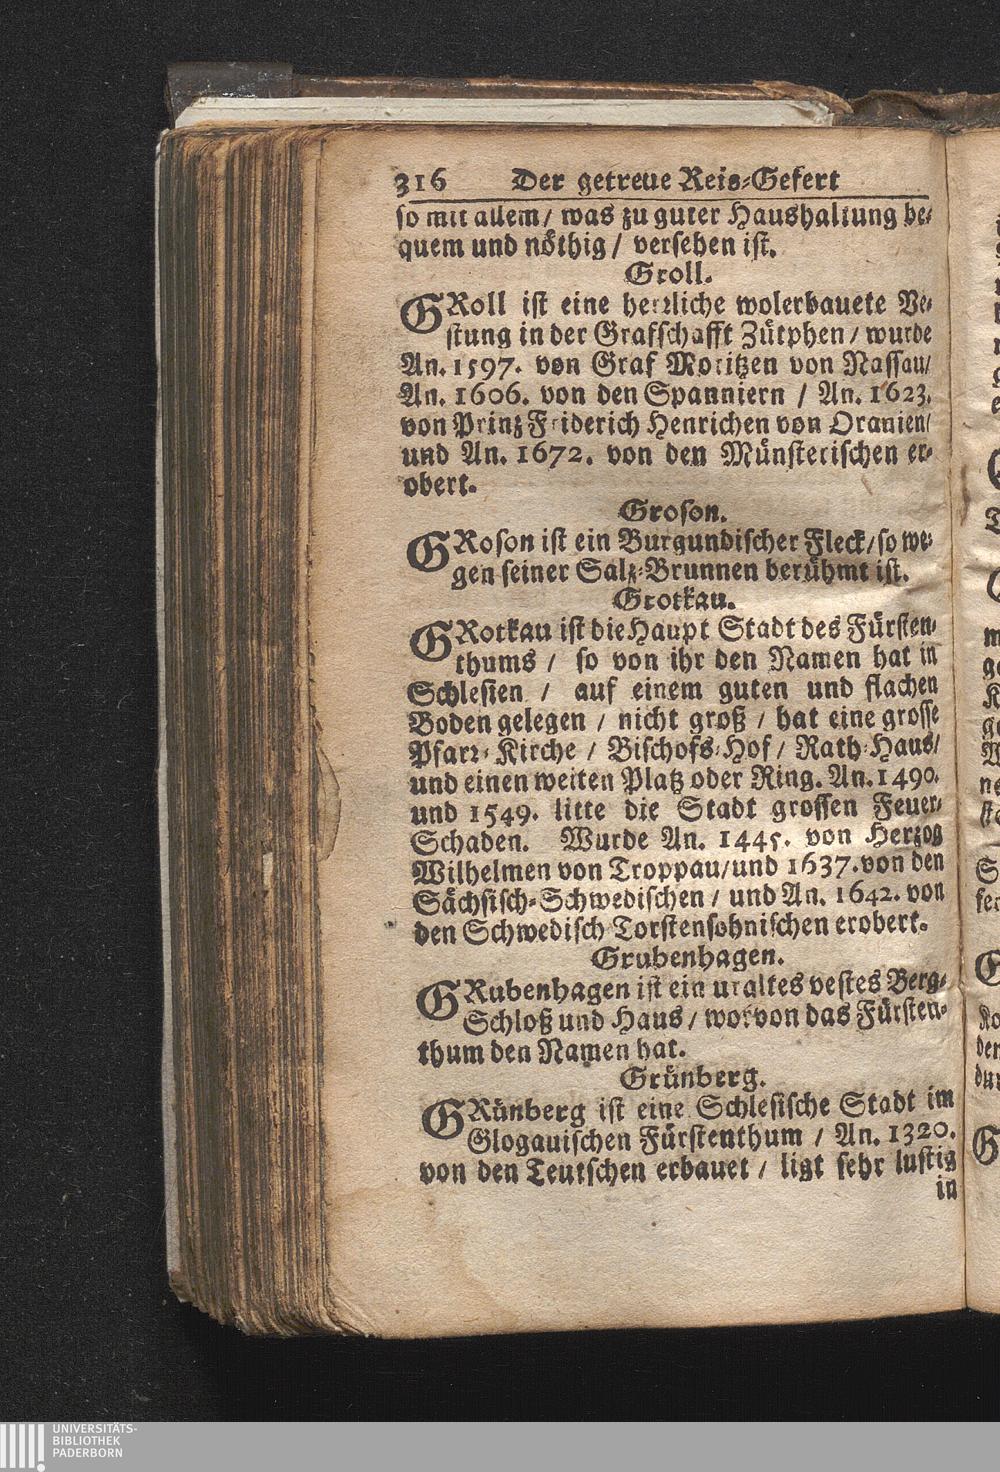 316 Der getreue Reis-Gefert
so mit allem / was zu guter Haushaltung be-
quem und nöthig / versehen ist.
Groll.
GRoll ist eine herrliche wolerbauete Ve-
stung in der Grafschafft Zütphen / wurde
An. 1597. von Graf Moritzen von Nassau /
An. 1606. von den Spanniern / An. 1623.
von Prinz Friderich Henrichen von Oranien /
und An. 1672. von den Münsterischen er-
obert.
Groson.
GRoson ist ein Burgundischer Fleck / so we-
gen seiner Salz-Brunnen berühmt ist.
Grotkau.
GRotkau ist die Haupt Stadt des Fürsten-
thums / so von ihr den Namen hat in
Schlesien / auf einem guten und flachen
Boden gelegen / nicht groß / hat eine grosse
Pfarr-Kirche / Bischofs-Hof / Rath-Haus /
und einen weiten Platz oder Ring. An. 1490.
und 1549. litte die Stadt grossen Feuer-
Schaden. Wurde An. 1445. von Herzog
Wilhelmen von Troppau / und 1637. von den
Sächsisch-Schwedischen / und An. 1642. von
den Schwedisch Torstensohnischen erobert.
Grubenhagen.
GRubenhagen ist ein uraltes vestes Berg-
Schloß und Haus / worvon das Fürsten-
thum den Namen hat.
Grünberg.
GRünberg ist eine Schlesische Stadt im
Glogauischen Fürstenthum / An. 1320.
von den Teutschen erbauet / ligt sehr lustig
in
UNIVERSITÄTS-
BIBLIOTHEK
PADERBORN